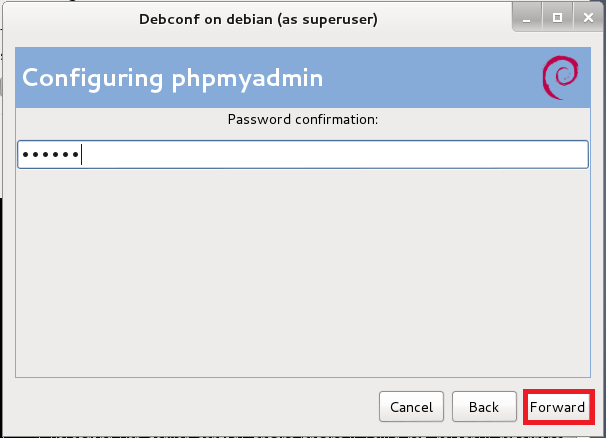 Debconf on debian (as superuser)
Configuring phpmyadmin
Password confirmation:
••••••
Cancel
Back
Forward